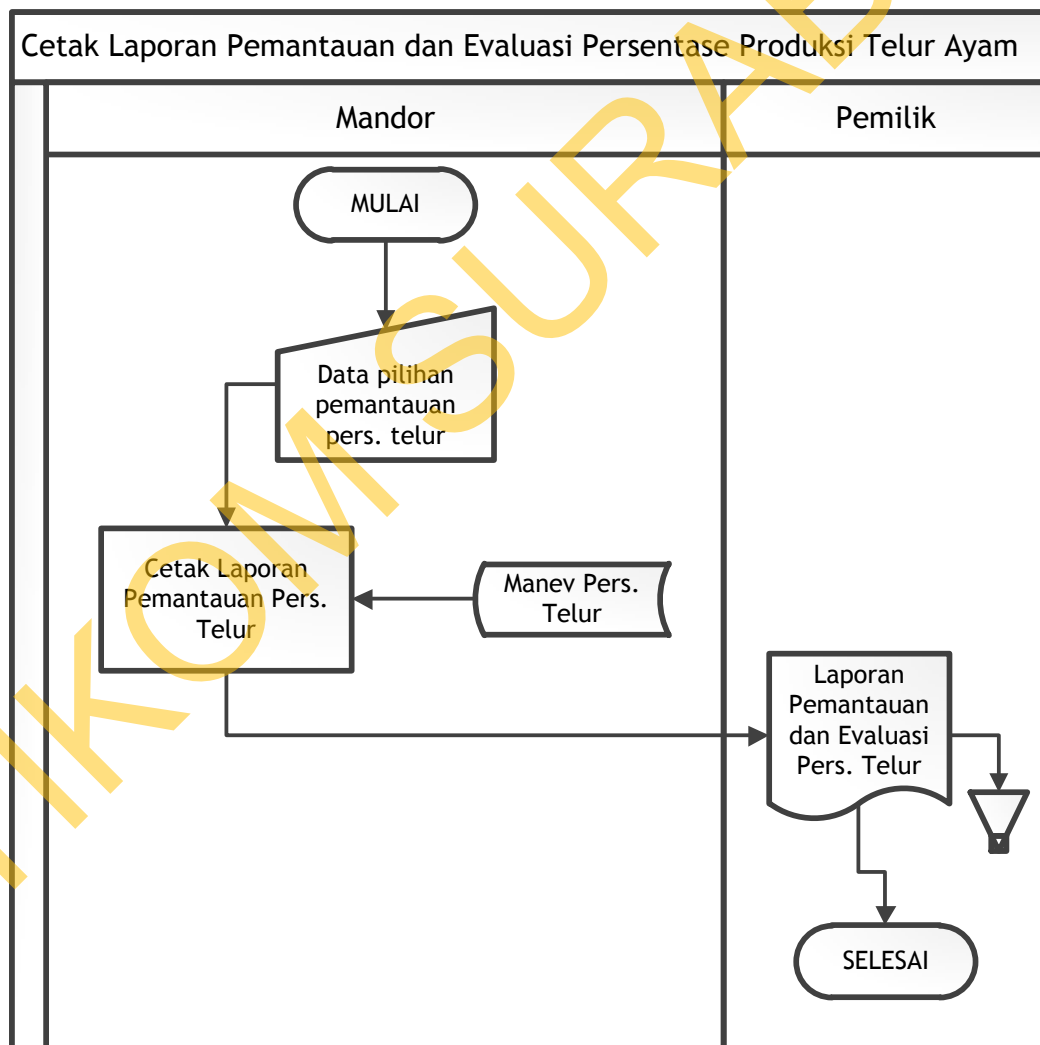 Cetak Laporan Pemantauan dan Evaluasi Persentase Produksi Telur Ayam
Mandor
Pemilik
MULAI
Data pilihan
pemantauan
pers. telur
Cetak Laporan
Pemantauan Pers.
Telur
Manev Pers.
Telur
Laporan
Pemantauan
dan Evaluasi
Pers. Telur
SELESAI
IKOM SURAB